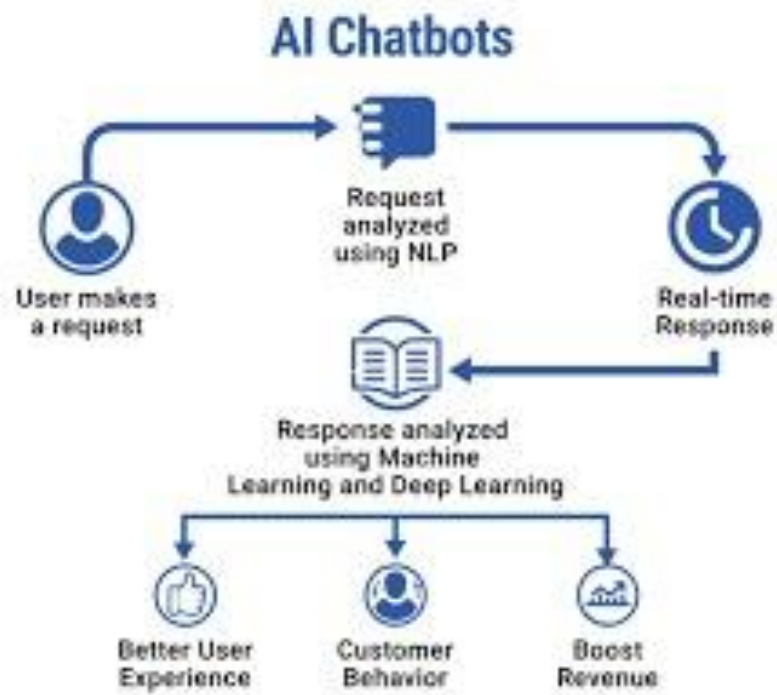 AI Chatbots
Request
analyzed
using NLP
User makes
a request
Real-time
Response
Response analyzed
using Machine
Learning and Deep Learning
Better User
Experience
Customer
Behavior
Boost
Revenue